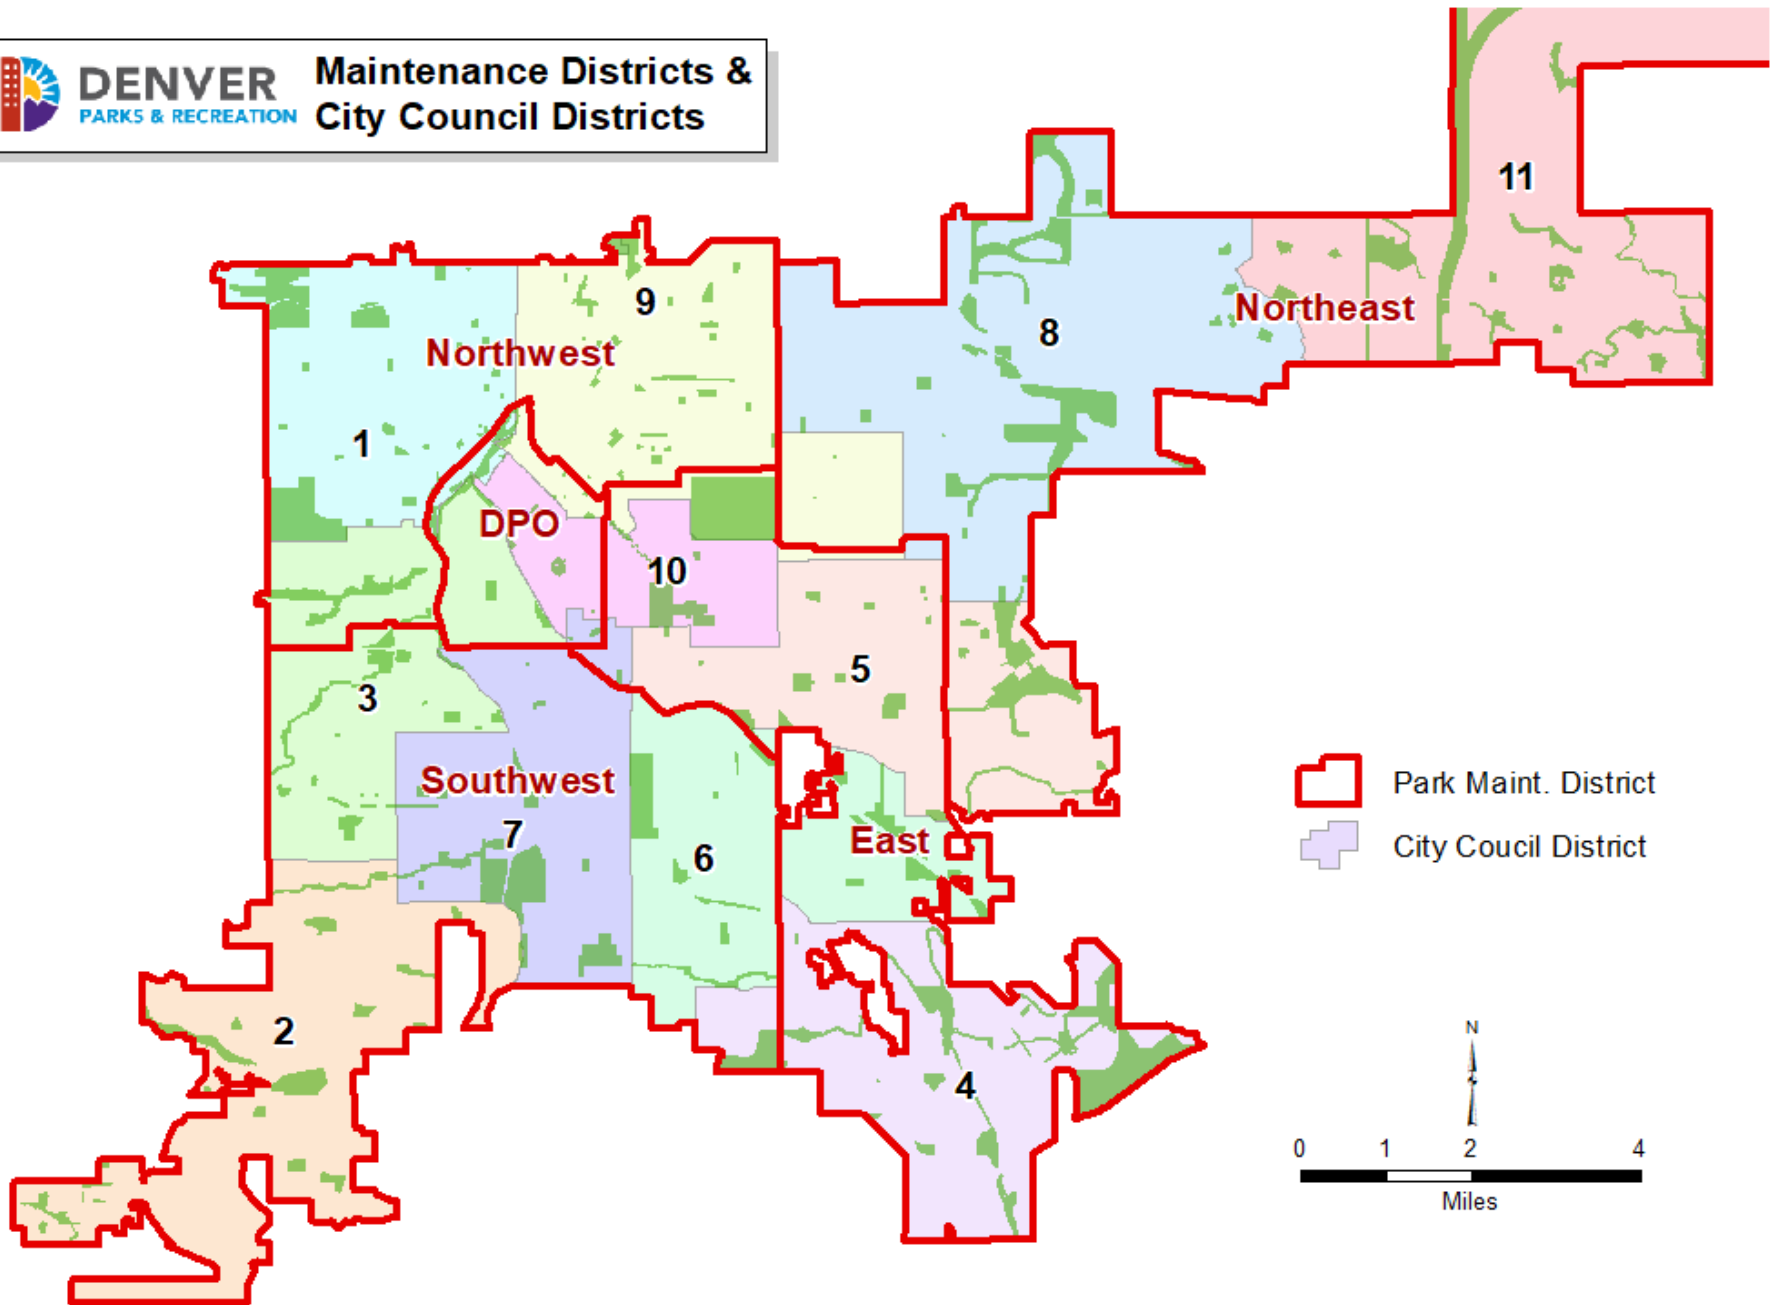 DENVER
PARKS & RECREATION
Maintenance Districts &
City Council Districts
11
9
8
Northeast
Northwest
1
DPO
10
5
3
Southwest
7
6
East
2
4
Park Maint. District
City Coucil District
N
0 1 2 4
Miles